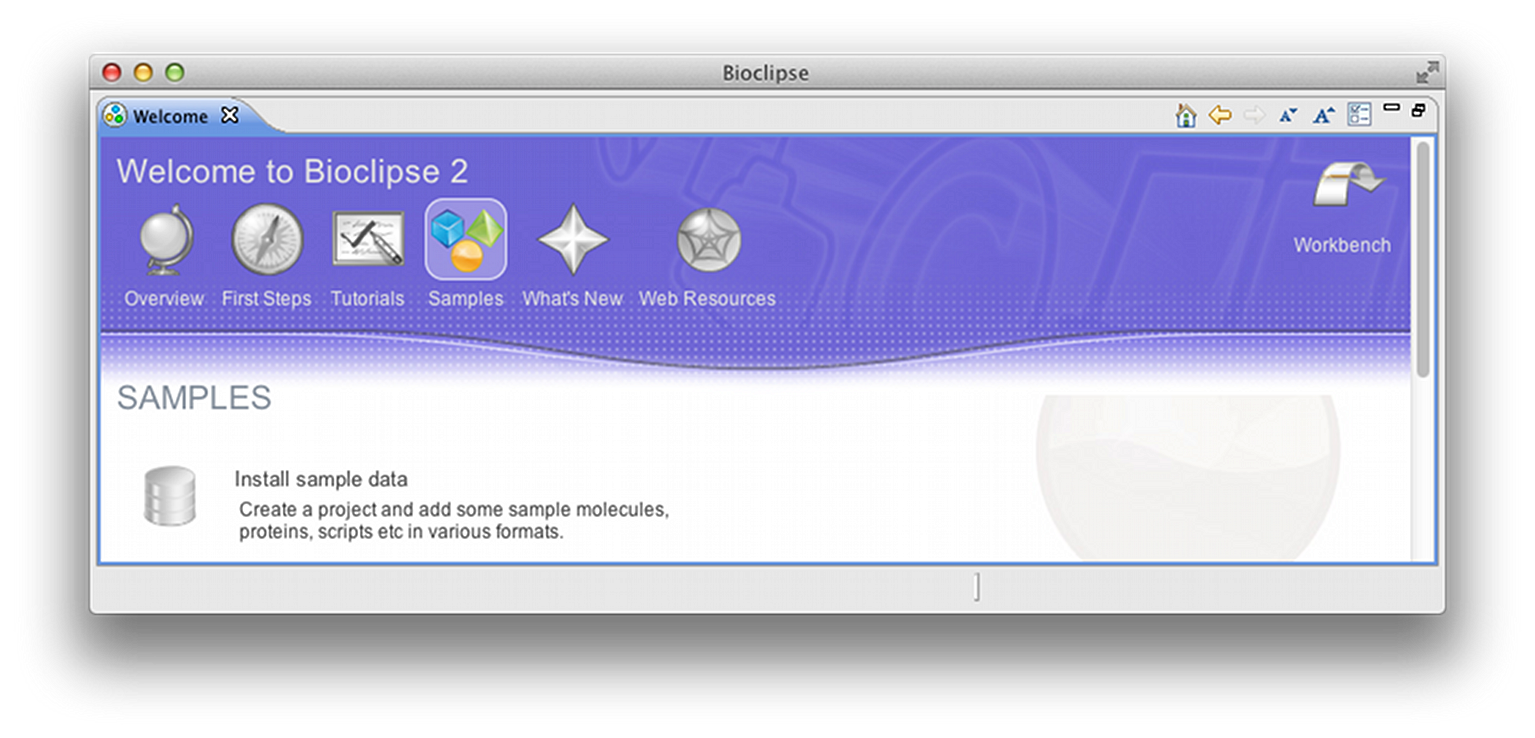 Bioclipse
Welcome
Welcome to Bioclipse 2
Workbench
Overview First Steps Tutorials Samples What's New Web Resources
SAMPLES
Install sample data
Create a project and add some sample molecules,
proteins, scripts etc in various formats.